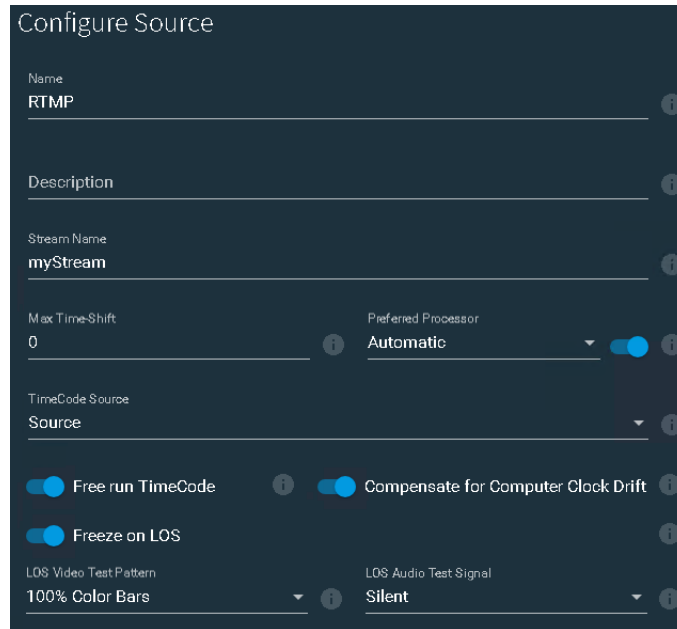 Configure Source
Name
RTMP
Description
Stream Name
myStream
Max Time-Shift
0
Preferred Processor
Automatic
TimeCode Source
Source
Free run TimeCode
Compensate for Computer Clock Drift
Freeze on LOS
LOS Video Test Pattern
100% Color Bars
LOS Audio Test Signal
Silent